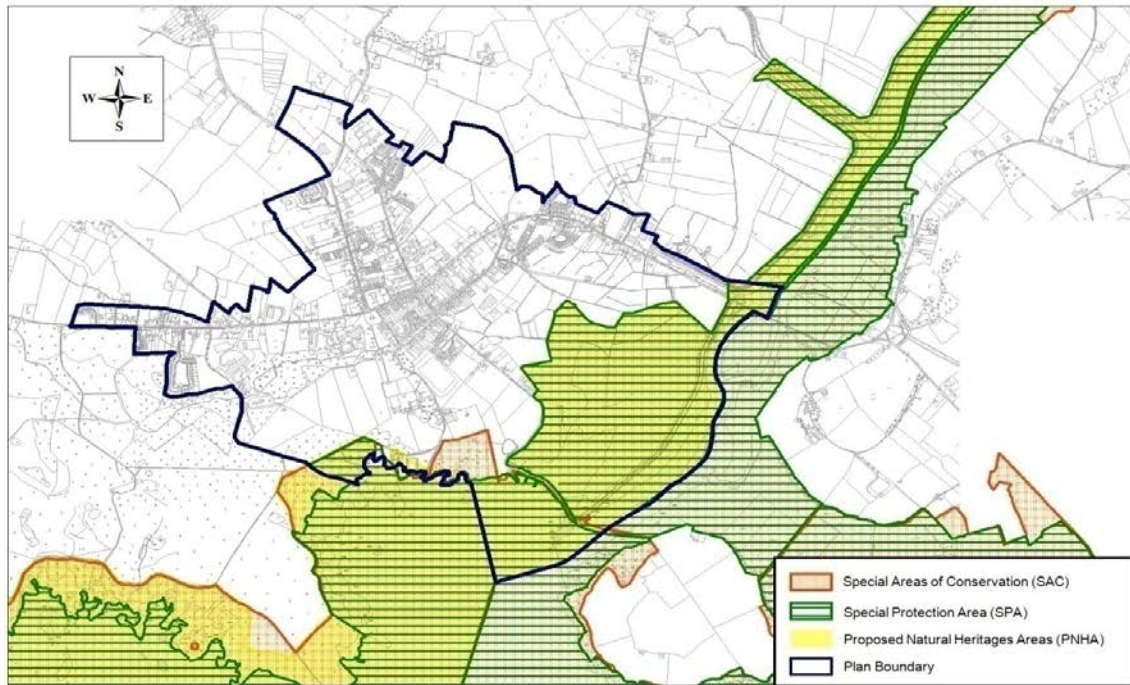 N
W E
S
Special Areas of Conservation (SAC)
Special Protection Area (SPA)
Proposed Natural Heritages Areas (PNHA)
Plan Boundary